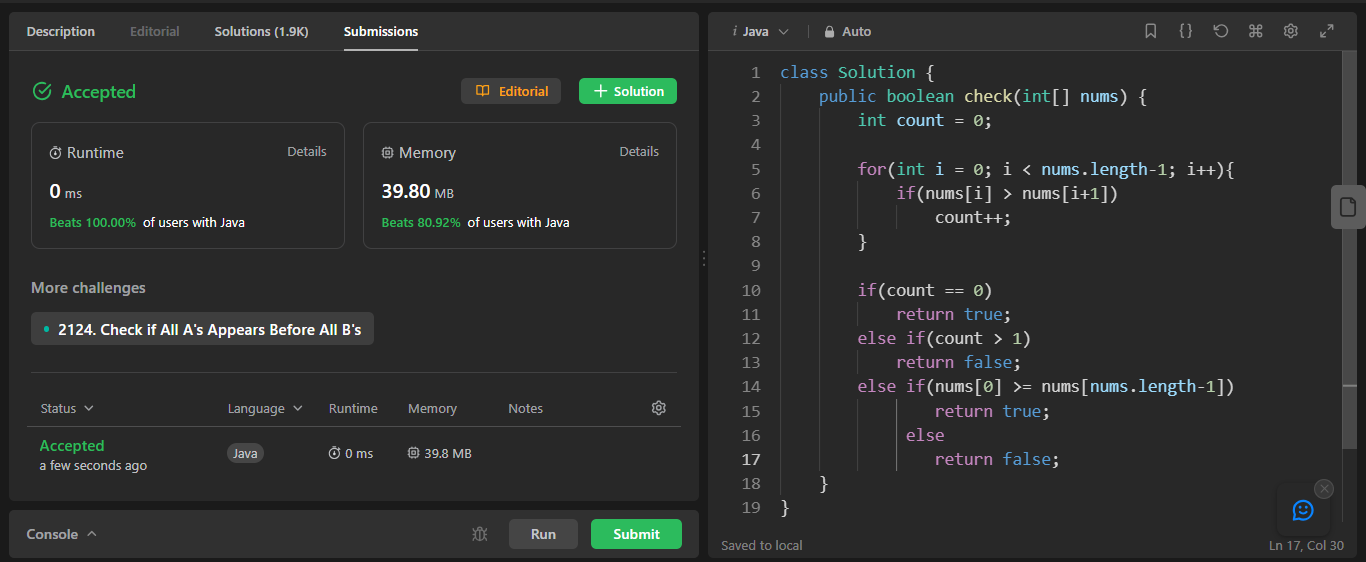 Description Editorial Solutions (1.9K) Submissions
Accepted Editorial + Solution
Runtime Details
0 ms
Beats 100.00% of users with Java
Memory Details
39.80 MB
Beats 80.92% of users with Java
More challenges
2124. Check if All A's Appears Before All B's
Status Language Runtime Memory Notes
Accepted
a few seconds ago
Java 0 ms 39.8 MB
Console Run Submit
i Java Auto
1 class Solution {
2 public boolean check(int[] nums) {
3 int count = 0;
4
5 for(int i = 0; i < nums.length-1; i++){
6 if(nums[i] > nums[i+1])
7 count++;
8 }
9
10 if(count == 0)
11 return true;
12 else if(count > 1)
13 return false;
14 else if(nums[0] >= nums[nums.length-1])
15 return true;
16 else
17 return false;
18 }
19 }
Saved to local Ln 17, Col 30